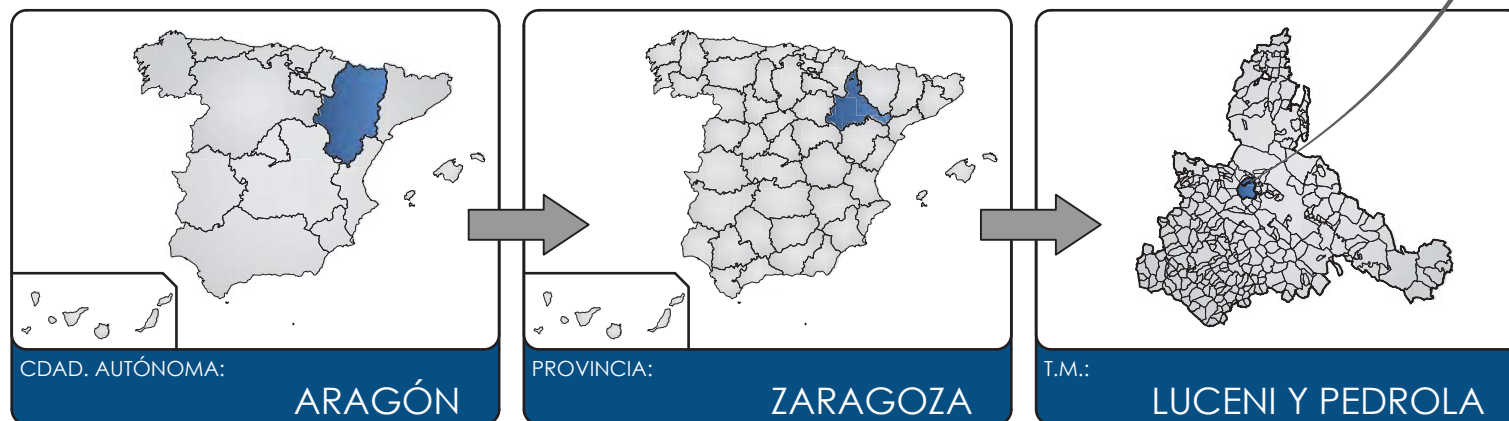 CDAD. AUTÓNOMA:
ARAGÓN
PROVINCIA:
ZARAGOZA
T.M.:
LUCENI Y PEDROLA